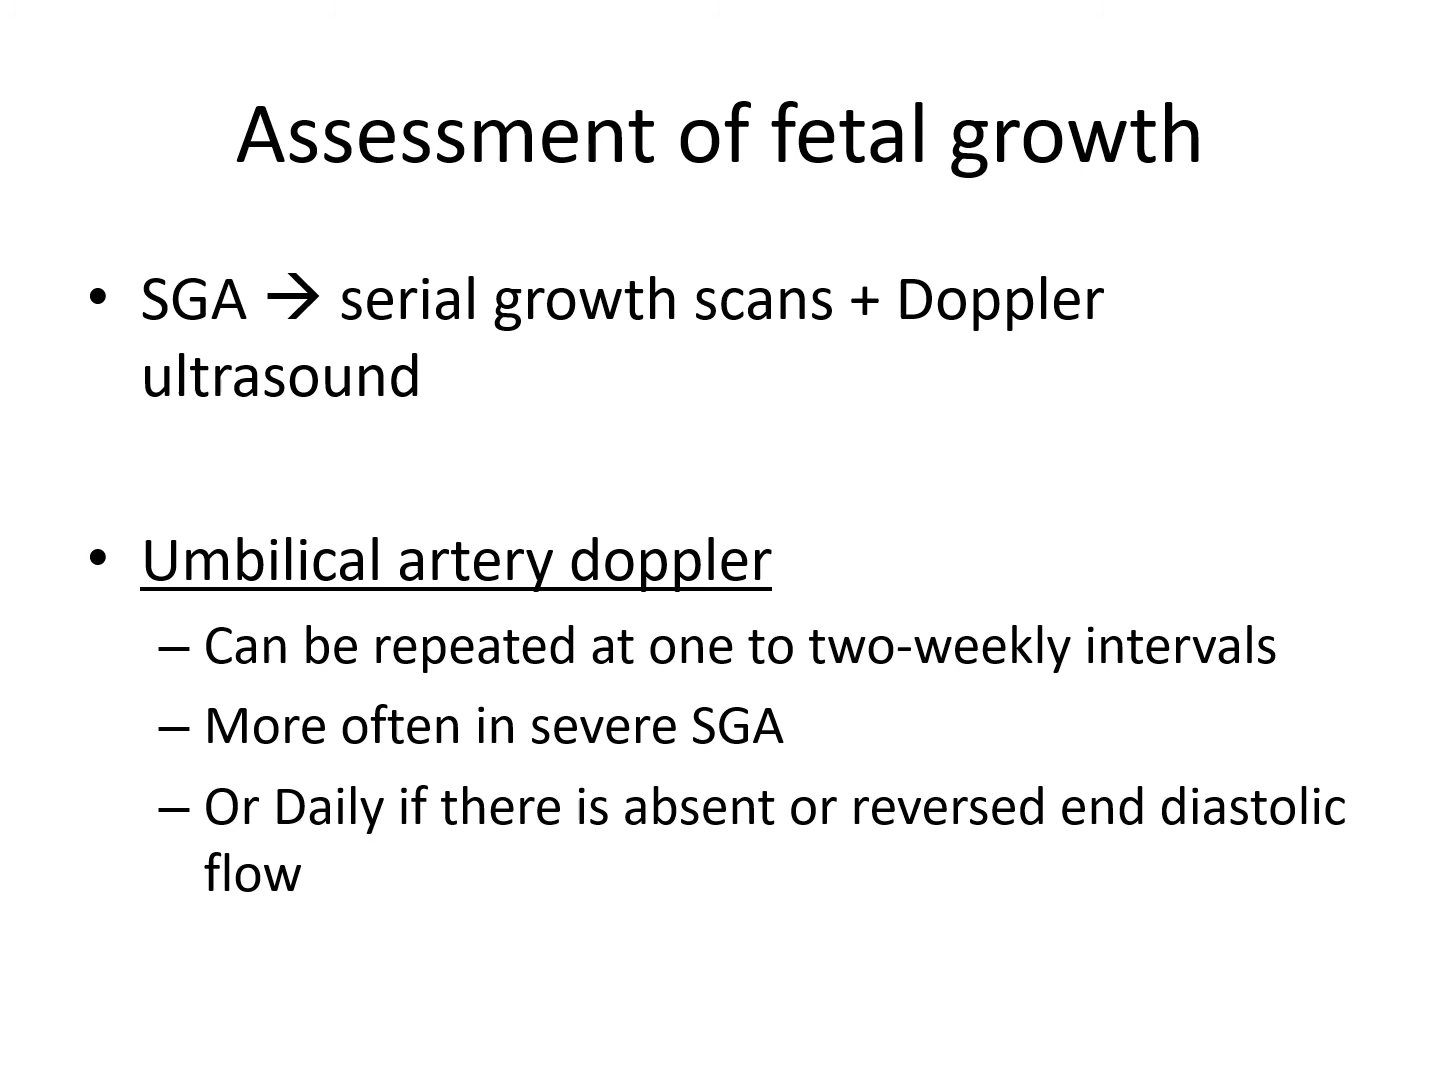 Assessment of fetal growth
• SGA → serial growth scans + Doppler
ultrasound
• Umbilical artery doppler
– Can be repeated at one to two-weekly intervals
– More often in severe SGA
– Or Daily if there is absent or reversed end diastolic
flow